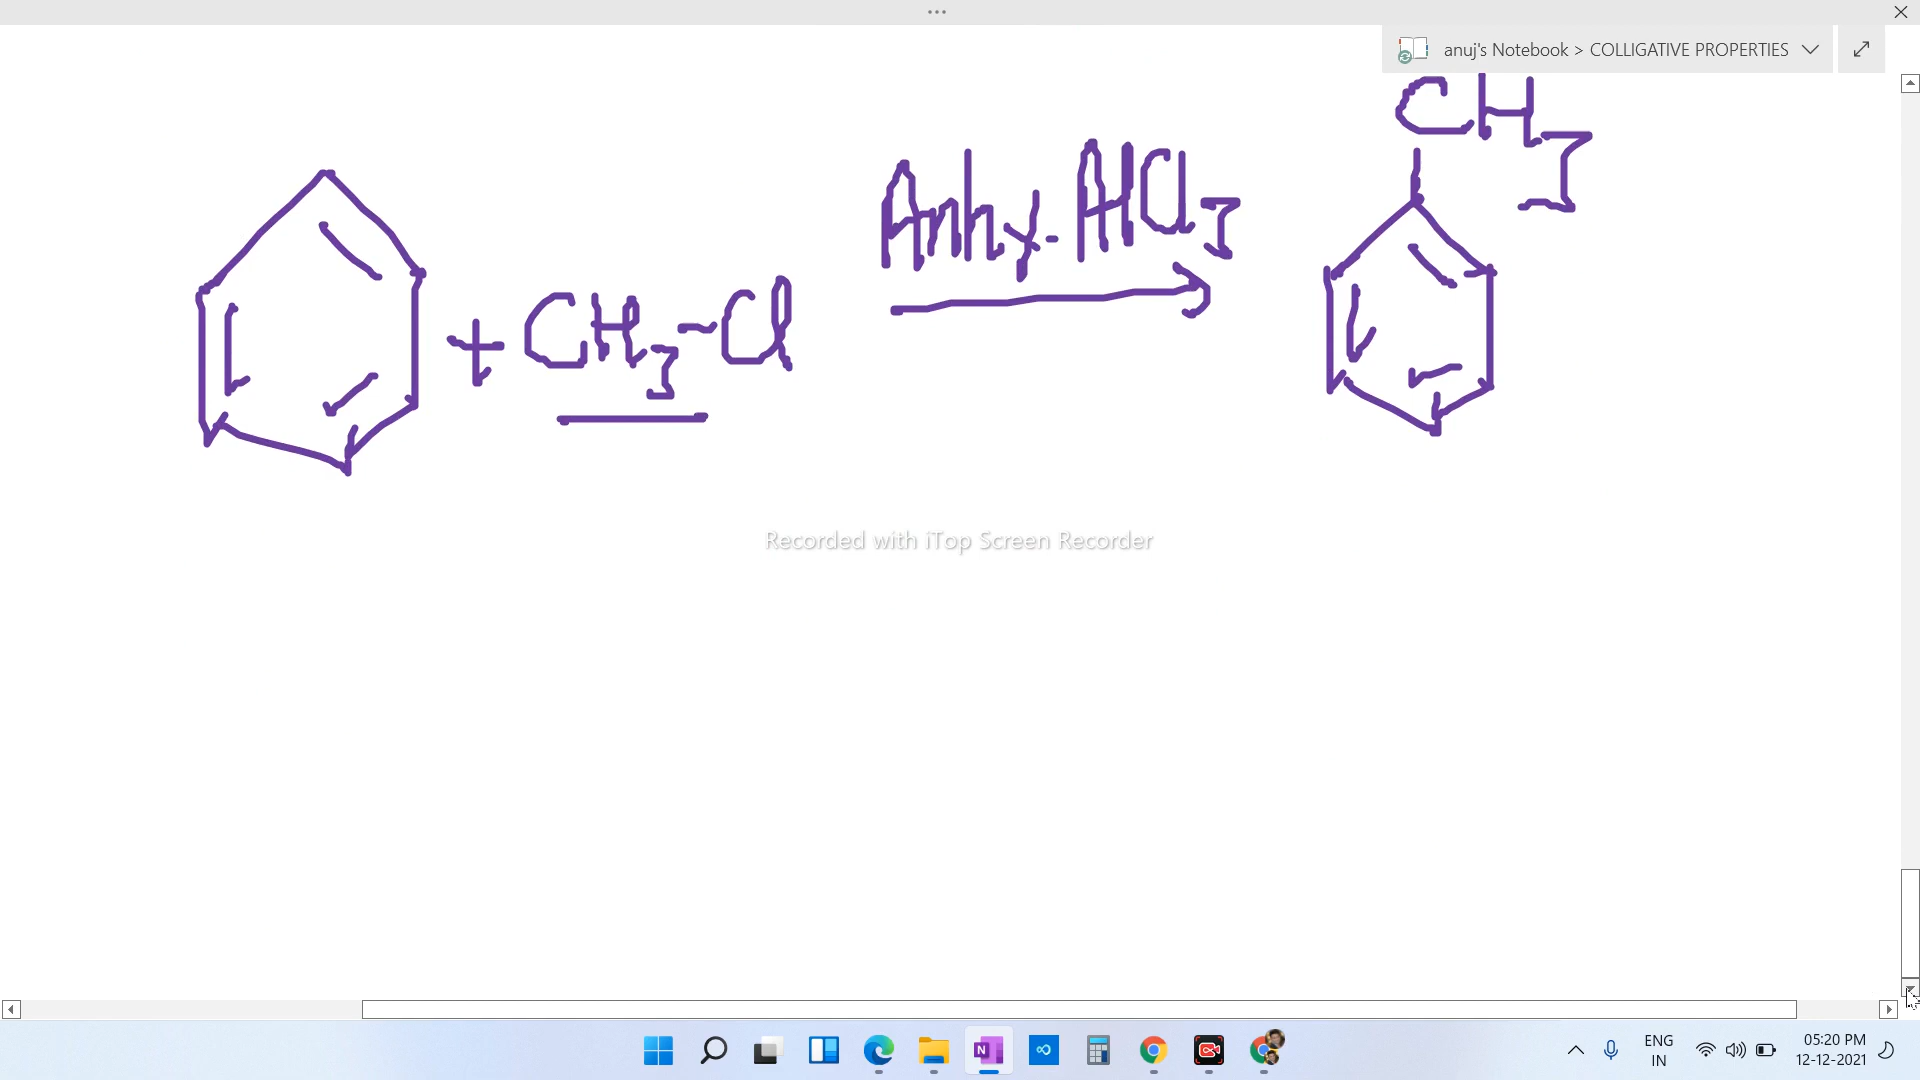 anuj's Notebook > COLLIGATIVE PROPERTIES
CH3
Anhy. AlCl3
+ CH3-Cl
Recorded with iTop Screen Recorder
ENG
IN
05:20 PM
12-12-2021